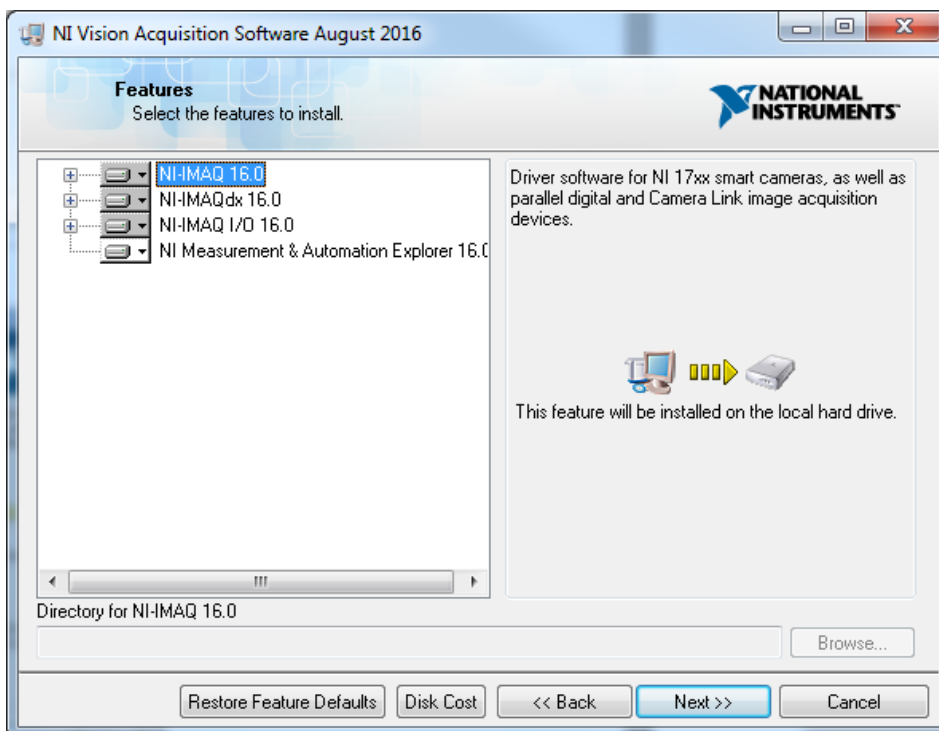 NI Vision Acquisition Software August 2016
Features
Select the features to install.
NATIONAL
INSTRUMENTS™
NI-IMAQ 16.0
NI-IMAQdx 16.0
NI-IMAQ I/O 16.0
NI Measurement & Automation Explorer 16.0
Driver software for NI 17xx smart cameras, as well as
parallel digital and Camera Link image acquisition
devices.
This feature will be installed on the local hard drive.
Directory for NI-IMAQ 16.0
Browse...
Restore Feature Defaults
Disk Cost
<< Back
Next >>
Cancel